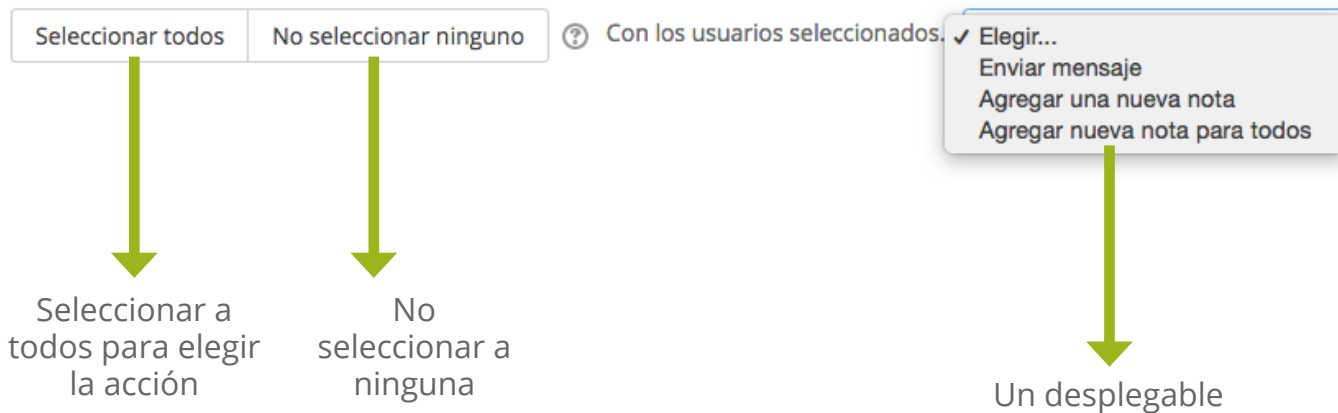 Seleccionar todos
No seleccionar ninguno
? Con los usuarios seleccionados.
✓ Elegir...
Enviar mensaje
Agregar una nueva nota
Agregar nueva nota para todos
Seleccionar a
todos para elegir
la acción
No
seleccionar a
ninguna
Un desplegable